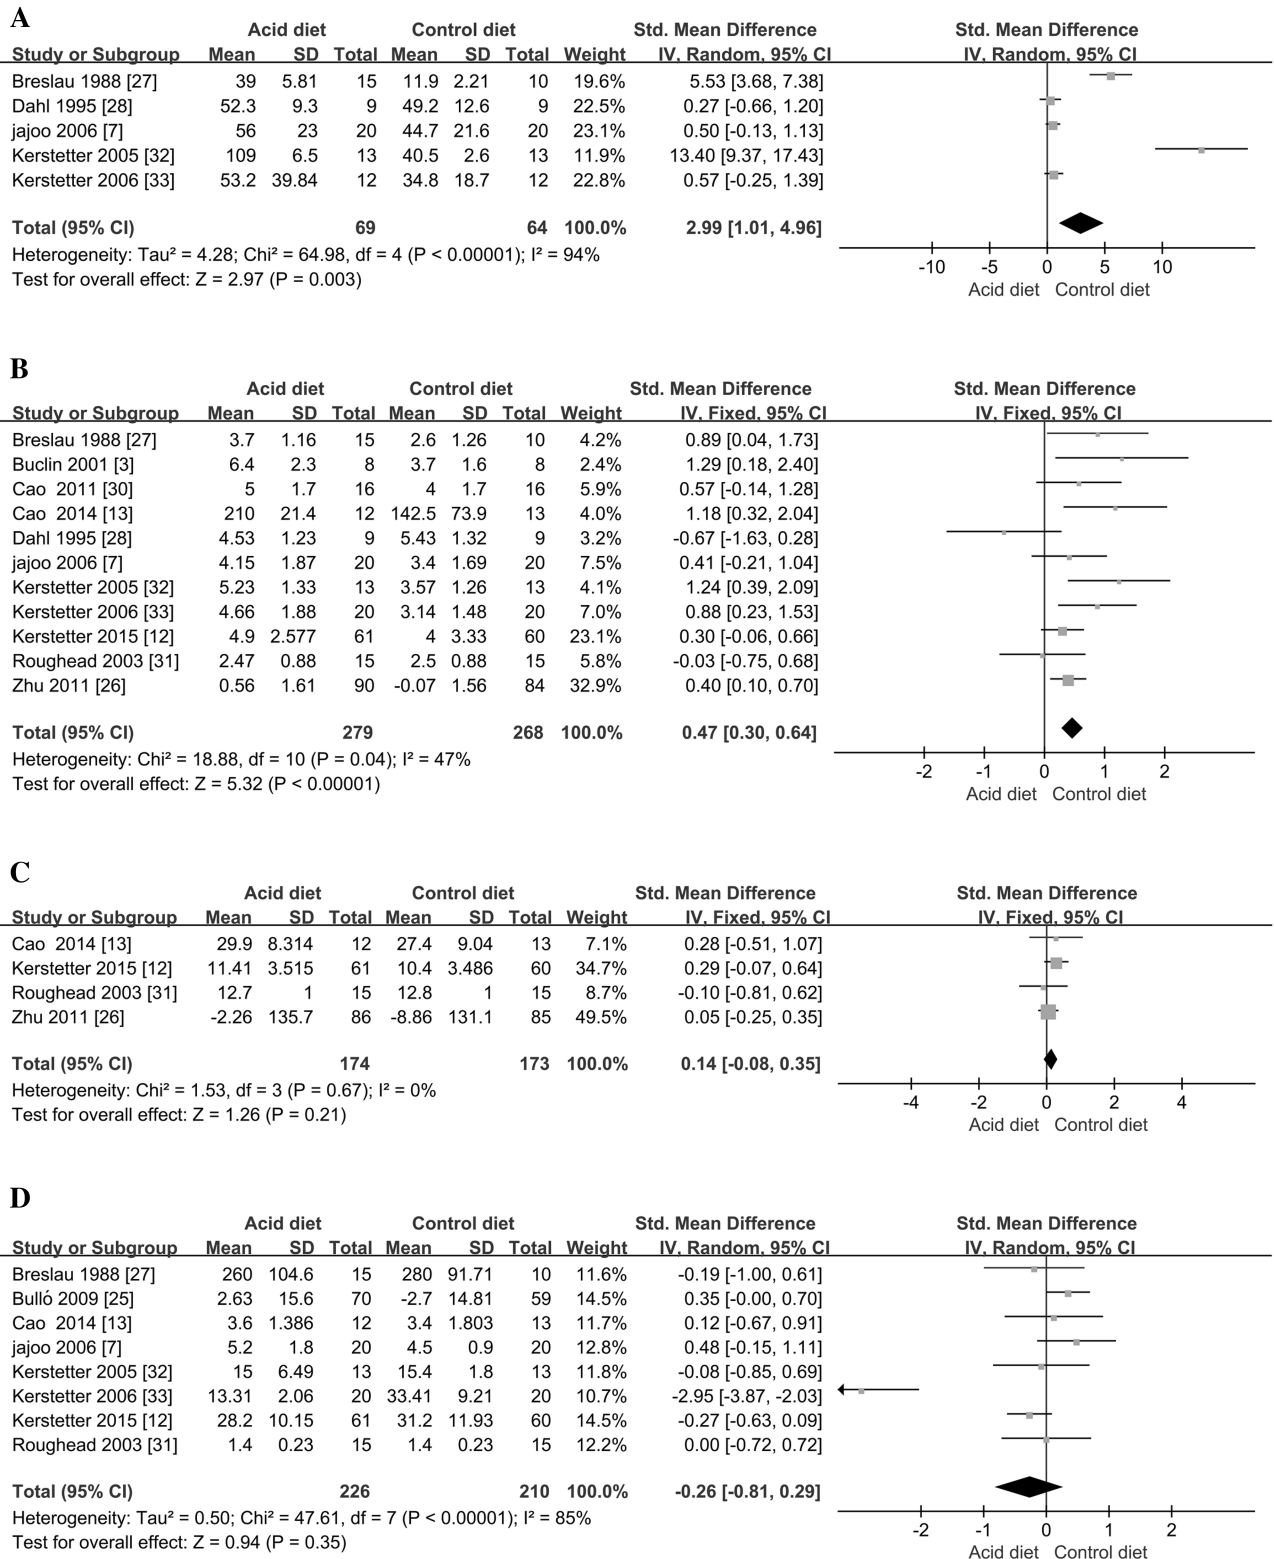 A
Acid diet Control diet Std. Mean Difference Std. Mean Difference
Study or Subgroup Mean SD Total Mean SD Total Weight IV, Random, 95% CI IV, Random, 95% CI
Breslau 1988 [27] 39 5.81 15 11.9 2.21 10 19.6% 5.53 [3.68, 7.38]
Dahl 1995 [28] 52.3 9.3 9 49.2 12.6 9 22.5% 0.27 [-0.66, 1.20]
jajoo 2006 [7] 56 23 20 44.7 21.6 20 23.1% 0.50 [-0.13, 1.13]
Kerstetter 2005 [32] 109 6.5 13 40.5 2.6 13 11.9% 13.40 [9.37, 17.43]
Kerstetter 2006 [33] 53.2 39.84 12 34.8 18.7 12 22.8% 0.57 [-0.25, 1.39]
Total (95% CI) 69 64 100.0% 2.99 [1.01, 4.96]
Heterogeneity: Tau² = 4.28; Chi² = 64.98, df = 4 (P < 0.00001); I² = 94%
-10 -5 0 5 10
Test for overall effect: Z = 2.97 (P = 0.003)
Acid diet Control diet
B
Acid diet Control diet Std. Mean Difference Std. Mean Difference
Study or Subgroup Mean SD Total Mean SD Total Weight IV, Fixed, 95% CI IV, Fixed, 95% CI
Breslau 1988 [27] 3.7 1.16 15 2.6 1.26 10 4.2% 0.89 [0.04, 1.73]
Buclin 2001 [3] 6.4 2.3 8 3.7 1.6 8 2.4% 1.29 [0.18, 2.40]
Cao 2011 [30] 5 1.7 16 4 1.7 16 5.9% 0.57 [-0.14, 1.28]
Cao 2014 [13] 210 21.4 12 142.5 73.9 13 4.0% 1.18 [0.32, 2.04]
Dahl 1995 [28] 4.53 1.23 9 5.43 1.32 9 3.2% -0.67 [-1.63, 0.28]
jajoo 2006 [7] 4.15 1.87 20 3.4 1.69 20 7.5% 0.41 [-0.21, 1.04]
Kerstetter 2005 [32] 5.23 1.33 13 3.57 1.26 13 4.1% 1.24 [0.39, 2.09]
Kerstetter 2006 [33] 4.66 1.88 20 3.14 1.48 20 7.0% 0.88 [0.23, 1.53]
Kerstetter 2015 [12] 4.9 2.577 61 4 3.33 60 23.1% 0.30 [-0.06, 0.66]
Roughead 2003 [31] 2.47 0.88 15 2.5 0.88 15 5.8% -0.03 [-0.75, 0.68]
Zhu 2011 [26] 0.56 1.61 90 -0.07 1.56 84 32.9% 0.40 [0.10, 0.70]
Total (95% CI) 279 268 100.0% 0.47 [0.30, 0.64]
Heterogeneity: Chi² = 18.88, df = 10 (P = 0.04); I² = 47%
-2 -1 0 1 2
Test for overall effect: Z = 5.32 (P < 0.00001)
Acid diet Control diet
C
Acid diet Control diet Std. Mean Difference Std. Mean Difference
Study or Subgroup Mean SD Total Mean SD Total Weight IV, Fixed, 95% CI IV, Fixed, 95% CI
Cao 2014 [13] 29.9 8.314 12 27.4 9.04 13 7.1% 0.28 [-0.51, 1.07]
Kerstetter 2015 [12] 11.41 3.515 61 10.4 3.486 60 34.7% 0.29 [-0.07, 0.64]
Roughead 2003 [31] 12.7 1 15 12.8 1 15 8.7% -0.10 [-0.81, 0.62]
Zhu 2011 [26] -2.26 135.7 86 -8.86 131.1 85 49.5% 0.05 [-0.25, 0.35]
Total (95% CI) 174 173 100.0% 0.14 [-0.08, 0.35]
Heterogeneity: Chi² = 1.53, df = 3 (P = 0.67); I² = 0%
-4 -2 0 2 4
Test for overall effect: Z = 1.26 (P = 0.21)
Acid diet Control diet
D
Acid diet Control diet Std. Mean Difference Std. Mean Difference
Study or Subgroup Mean SD Total Mean SD Total Weight IV, Random, 95% CI IV, Random, 95% CI
Breslau 1988 [27] 260 104.6 15 280 91.71 10 11.6% -0.19 [-1.00, 0.61]
Bulló 2009 [25] 2.63 15.6 70 -2.7 14.81 59 14.5% 0.35 [-0.00, 0.70]
Cao 2014 [13] 3.6 1.386 12 3.4 1.803 13 11.7% 0.12 [-0.67, 0.91]
jajoo 2006 [7] 5.2 1.8 20 4.5 0.9 20 12.8% 0.48 [-0.15, 1.11]
Kerstetter 2005 [32] 15 6.49 13 15.4 1.8 13 11.8% -0.08 [-0.85, 0.69]
Kerstetter 2006 [33] 13.31 2.06 20 33.41 9.21 20 10.7% -2.95 [-3.87, -2.03]
Kerstetter 2015 [12] 28.2 10.15 61 31.2 11.93 60 14.5% -0.27 [-0.63, 0.09]
Roughead 2003 [31] 1.4 0.23 15 1.4 0.23 15 12.2% 0.00 [-0.72, 0.72]
Total (95% CI) 226 210 100.0% -0.26 [-0.81, 0.29]
Heterogeneity: Tau² = 0.50; Chi² = 47.61, df = 7 (P < 0.00001); I² = 85%
-2 -1 0 1 2
Test for overall effect: Z = 0.94 (P = 0.35)
Acid diet Control diet